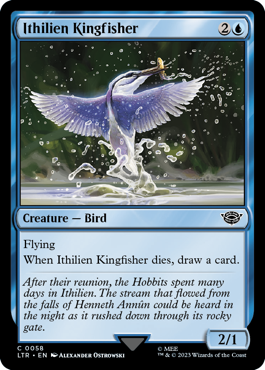 Ithilien Kingfisher 2
Creature — Bird
Flying
When Ithilien Kingfisher dies, draw a card.
After their reunion, the Hobbits spent many
days in Ithilien. The stream that flowed from
the falls of Henneth Annûn could be heard in
the night as it rushed down through its rocky
gate.
2/1
C 0058
LTR • EN ALEXANDER OSTROWSKI
© MEE
™ & © 2023 Wizards of the Coast